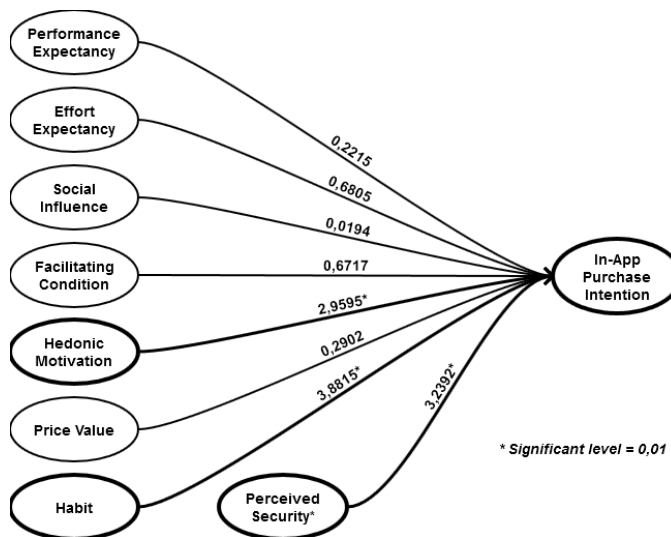 Performance
Expectancy
Effort
Expectancy
Social
Influence
Facilitating
Condition
Hedonic
Motivation
Price Value
Habit
Perceived
Security*
0,2215
0,6805
0,0194
0,6717
2,9595*
0,2902
3,8815*
3,2392*
In-App
Purchase
Intention
* Significant level = 0,01